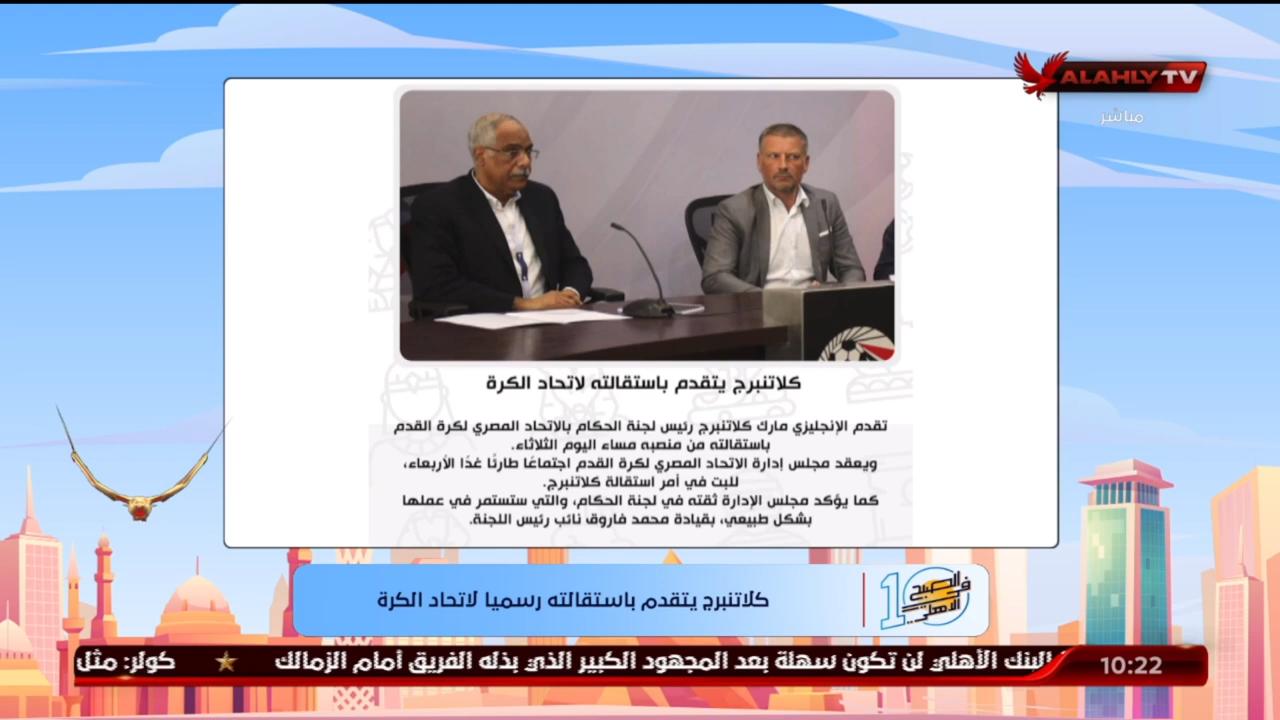 ALAHLY TV
مباشر
كلاتنبرج يتقدم باستقالته لاتحاد الكرة
تقدم الإنجليزي مارك كلاتنبرج رئيس لجنة الحكام بالاتحاد المصري لكرة القدم
باستقالته من منصبه مساء اليوم الثلاثاء.
ويعقد مجلس إدارة الاتحاد المصري لكرة القدم اجتماعًا طارئًا غدًا الأربعاء،
للبت في أمر استقالة كلاتنبرج.
كما يؤكد مجلس الإدارة ثقته في لجنة الحكام، والتي ستستمر في عملها
بشكل طبيعي، بقيادة محمد فاروق نائب رئيس اللجنة.
10 الصبح في الأهلي
كلاتنبرج يتقدم باستقالته رسميا لاتحاد الكرة
البنك الأهلي لن تكون سهلة بعد المجهود الكبير الذي بذله الفريق أمام الزمالك ★ كولر: مثل
10:22